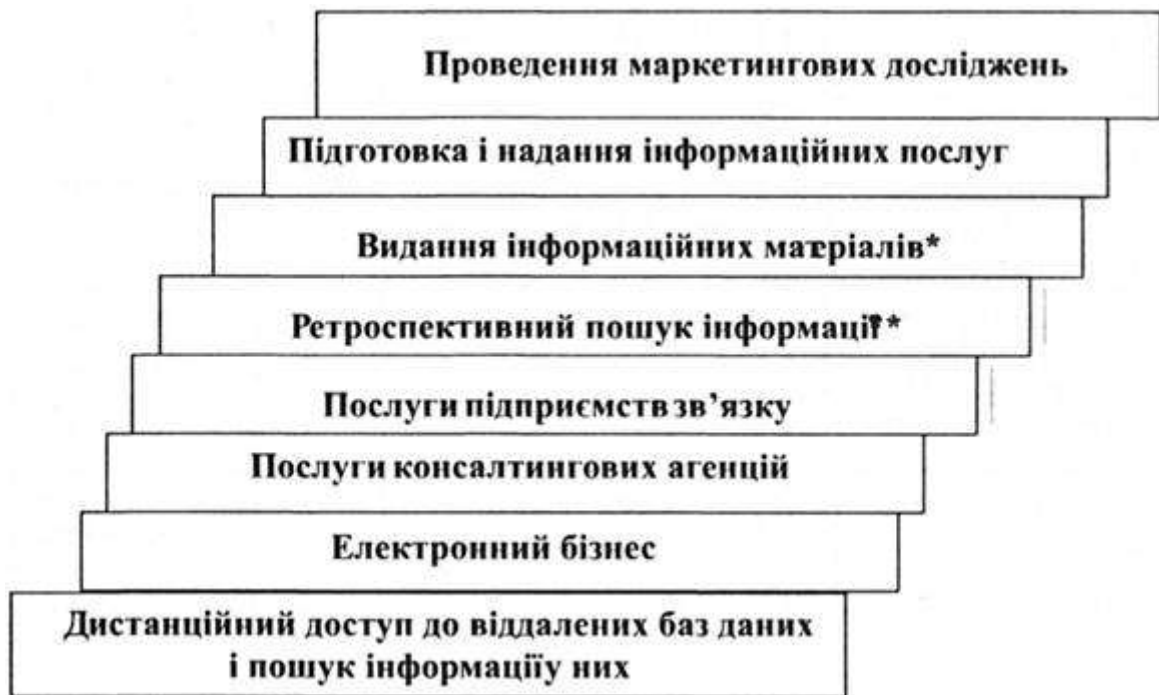 Проведення маркетингових досліджень
Підготовка і надання інформаційних послуг
Видання інформаційних матеріалів*
Ретроспективний пошук інформації*
Послуги підприємств зв’язку
Послуги консалтингових агенцій
Електронний бізнес
Дистанційний доступ до віддалених баз даних
і пошук інформаціїу них